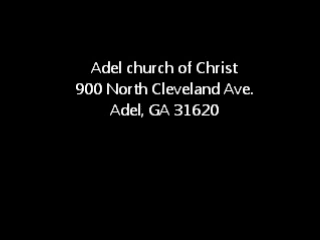 Adel church of Christ
900 North Cleveland Ave.
Adel, GA 31620